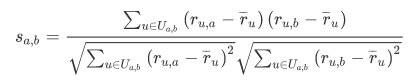 s_{a,b} = \frac{\sum_{u \in U_{a,b}} (r_{u,a} - \bar{r}_u)(r_{u,b} - \bar{r}_u)}{\sqrt{\sum_{u \in U_{a,b}} (r_{u,a} - \bar{r}_u)^2} \sqrt{\sum_{u \in U_{a,b}} (r_{u,b} - \bar{r}_u)^2}}